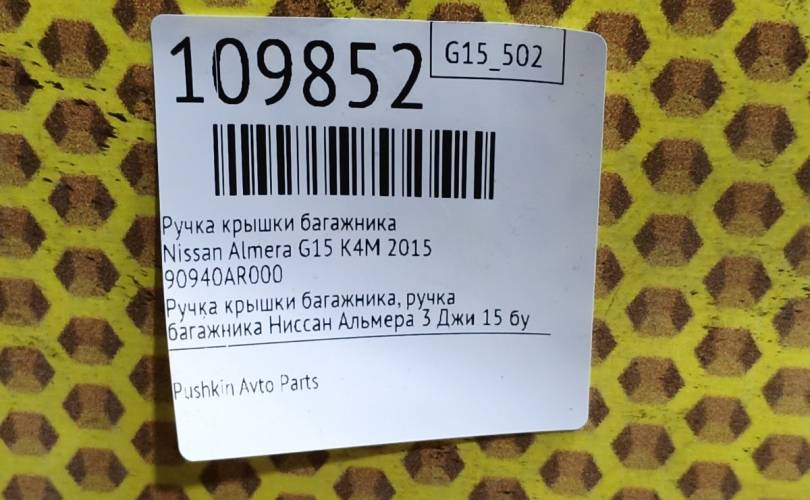 109852
G15_502
Ручка крышки багажника
Nissan Almera G15 K4M 2015
90940AR000
Ручка крышки багажника, ручка
багажника Ниссан Альмера 3 Джи 15 бу
Pushkin Avto Parts